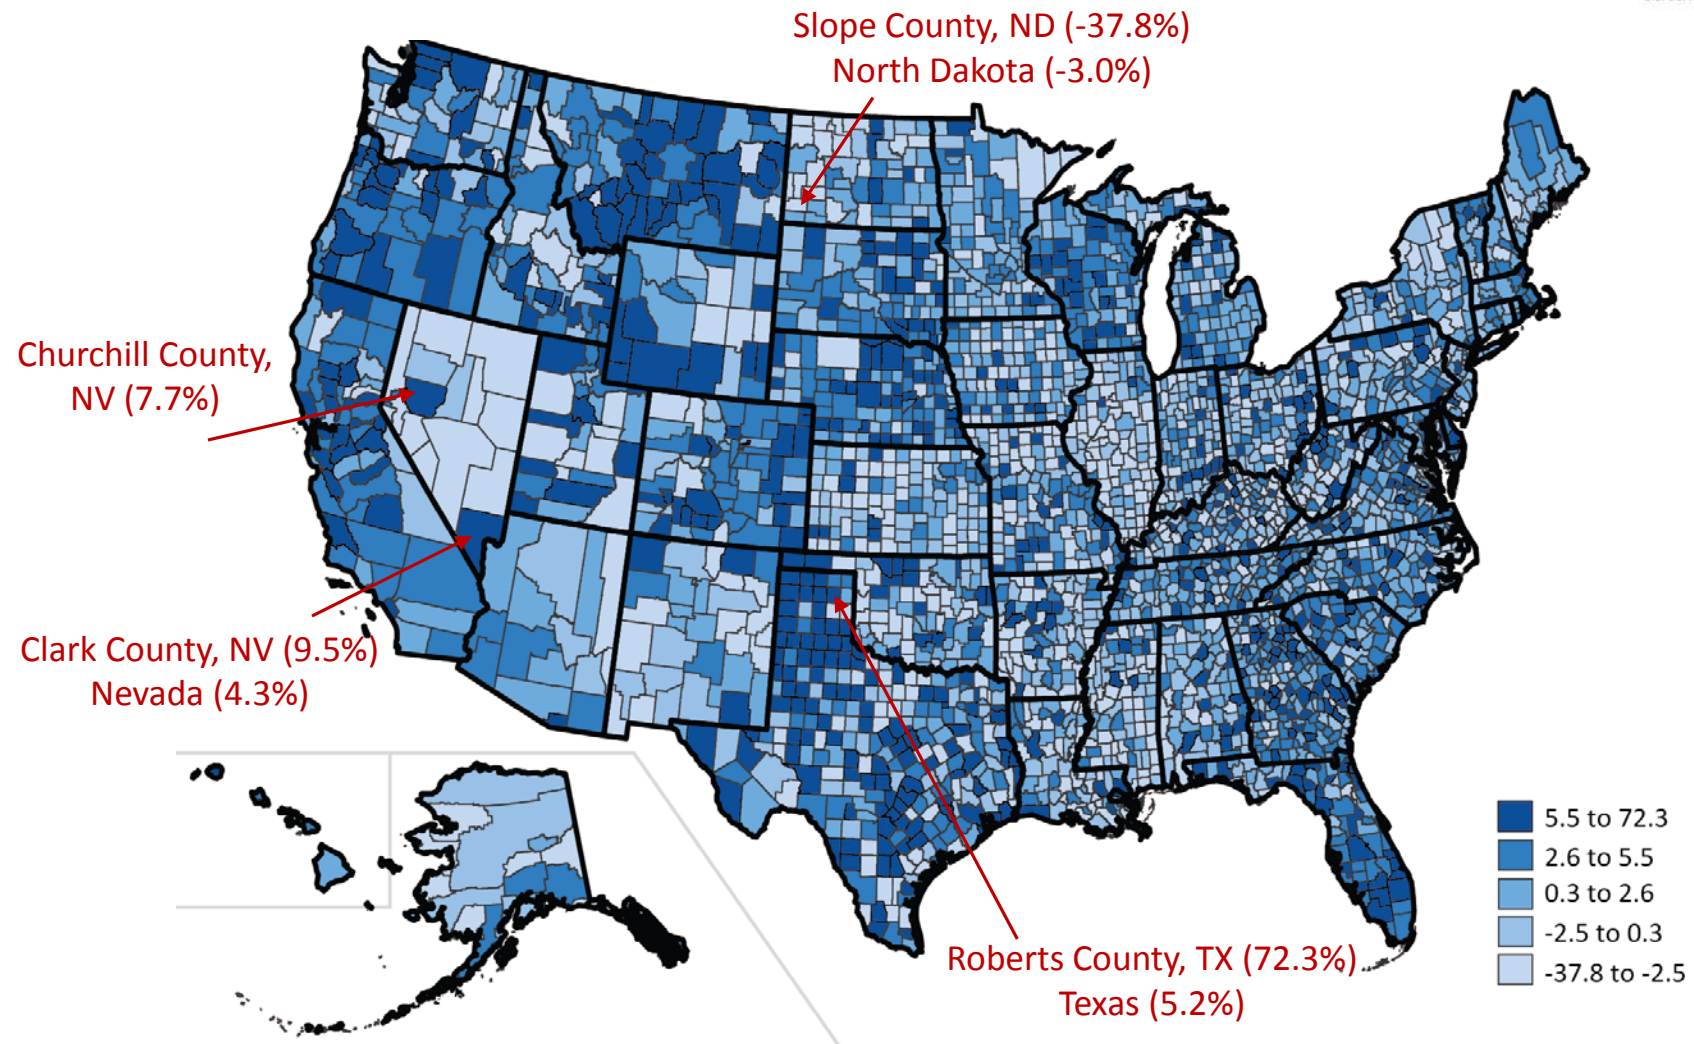 Slope County, ND (-37.8%)
North Dakota (-3.0%)
Churchill County,
NV (7.7%)
Clark County, NV (9.5%)
Nevada (4.3%)
Roberts County, TX (72.3%)
Texas (5.2%)
5.5 to 72.3
2.6 to 5.5
0.3 to 2.6
-2.5 to 0.3
-37.8 to -2.5